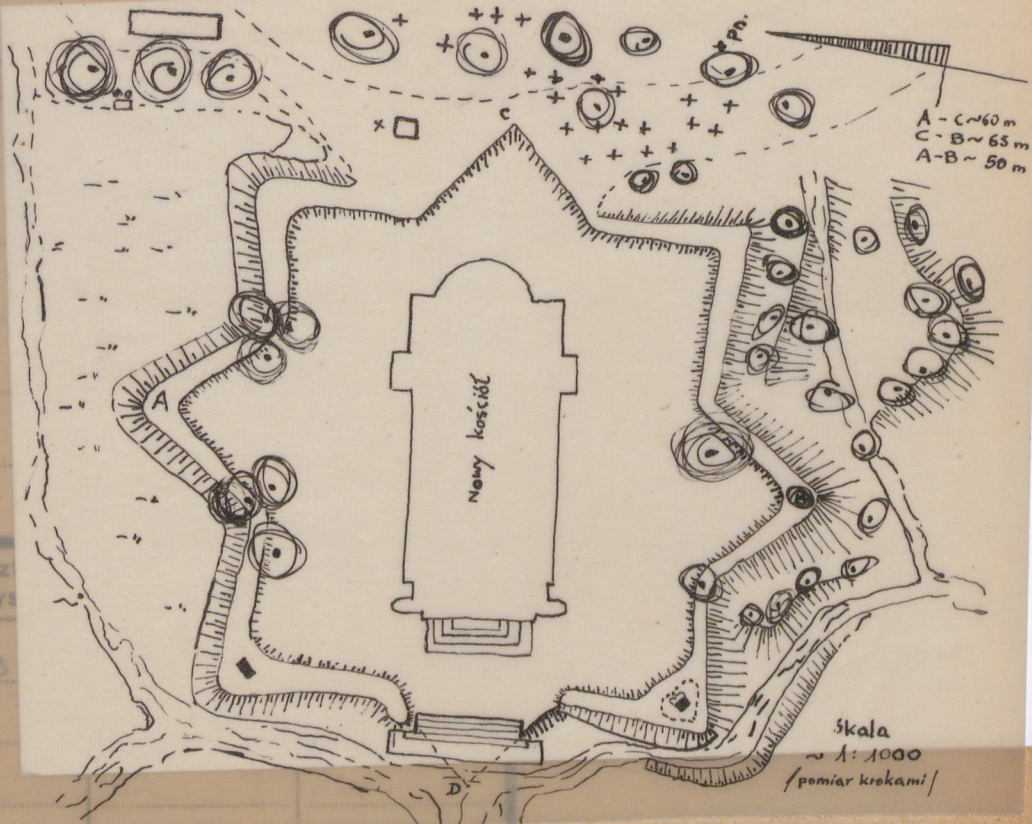 pn.
A - C ~ 60 m
C - B ~ 65 m
A - B ~ 50 m
C
A
Nowy kościół
B
D
Skala
~ 1:1000
/pomiar krokami/